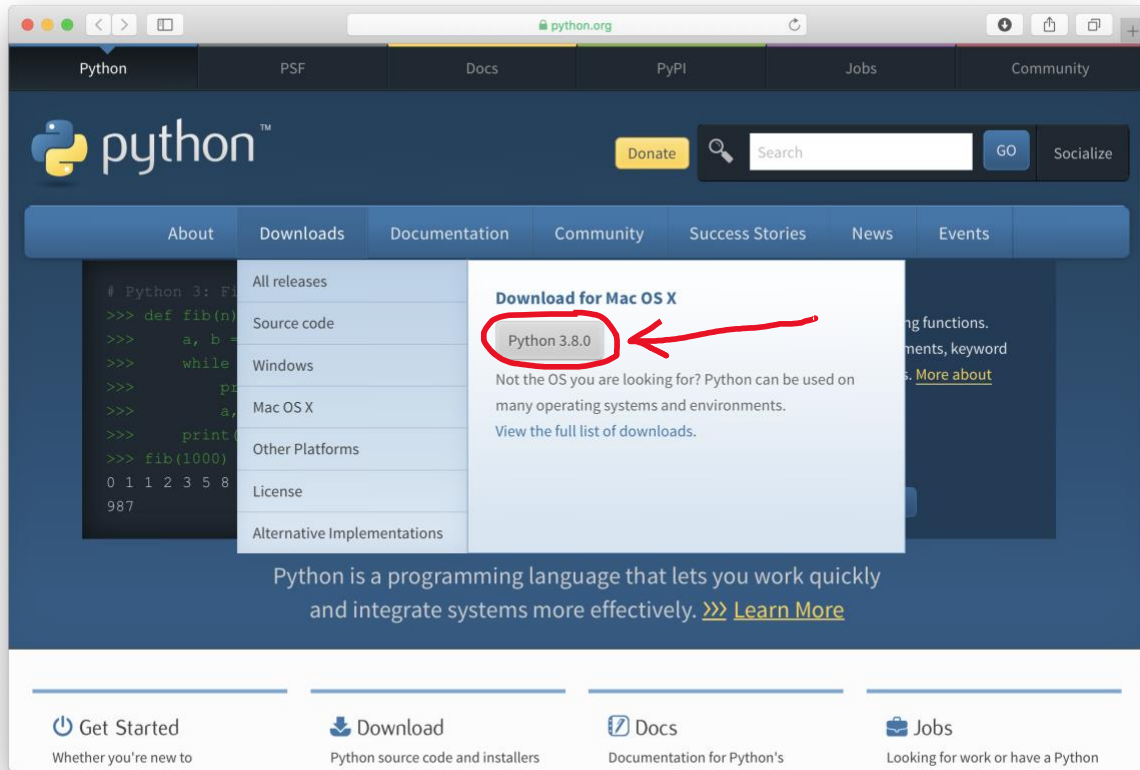 python.org
Python PSF Docs PyPI Jobs Community
python™
Donate Search GO Socialize
About Downloads Documentation Community Success Stories News Events
All releases
Source code
Windows
Mac OS X
Other Platforms
License
Alternative Implementations
Download for Mac OS X
Python 3.8.0
Not the OS you are looking for? Python can be used on
many operating systems and environments.
View the full list of downloads.
# Python 3: Fi
>>> def fib(n)
>>> a, b =
>>> while
>>> pr
>>> a,
>>> print(
>>> fib(1000)
0 1 1 2 3 5 8
987
ng functions.
ments, keyword
. More about
Python is a programming language that lets you work quickly
and integrate systems more effectively. >>> Learn More
Get Started
Whether you're new to
Download
Python source code and installers
Docs
Documentation for Python's
Jobs
Looking for work or have a Python